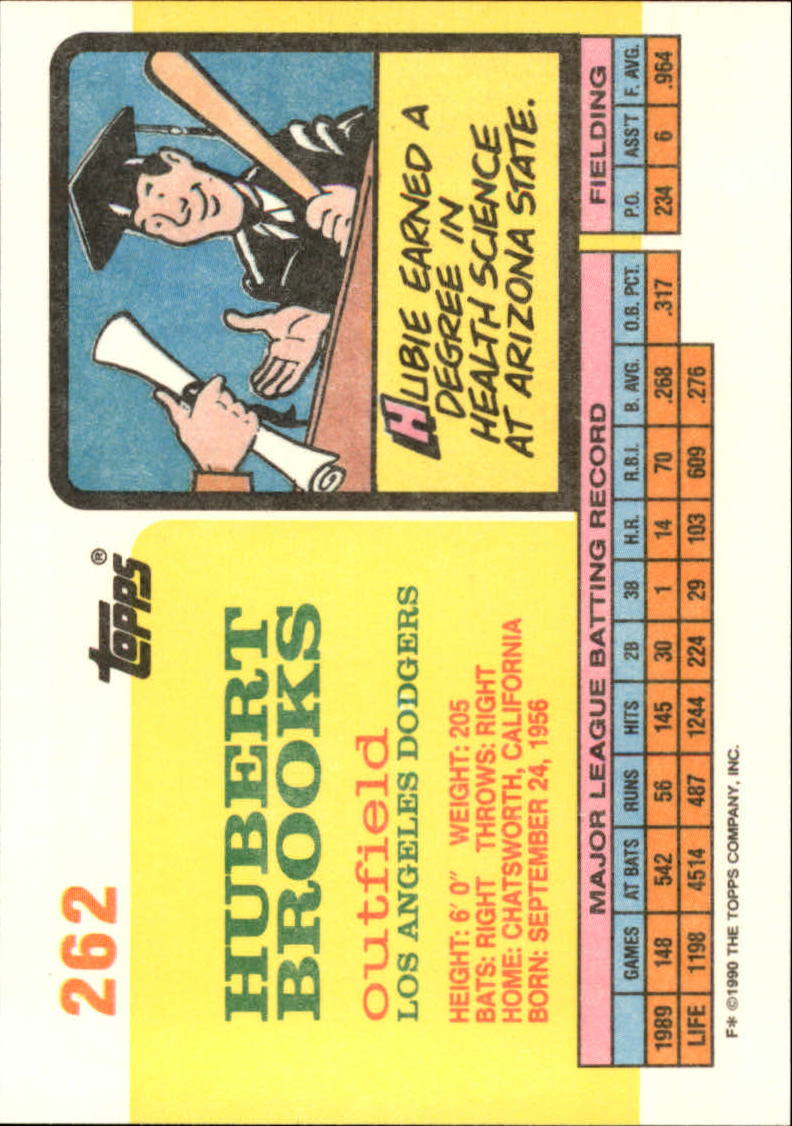 262
topps®
HUBERT
BROOKS
outfield
LOS ANGELES DODGERS
HEIGHT: 6' 0" WEIGHT: 205
BATS: RIGHT THROWS: RIGHT
HOME: CHATSWORTH, CALIFORNIA
BORN: SEPTEMBER 24, 1956
HUBIE EARNED A
DEGREE IN
HEALTH SCIENCE
AT ARIZONA STATE.
MAJOR LEAGUE BATTING RECORD FIELDING
GAMES AT BATS RUNS HITS 2B 3B H.R. R.B.I. B. AVG. O.B. PCT. P.O. ASS'T F. AVG.
1989 148 542 56 145 30 1 14 70 .268 .317 234 6 .964
LIFE 1198 4514 487 1244 224 29 103 609 .276
F* ©1990 THE TOPPS COMPANY, INC.